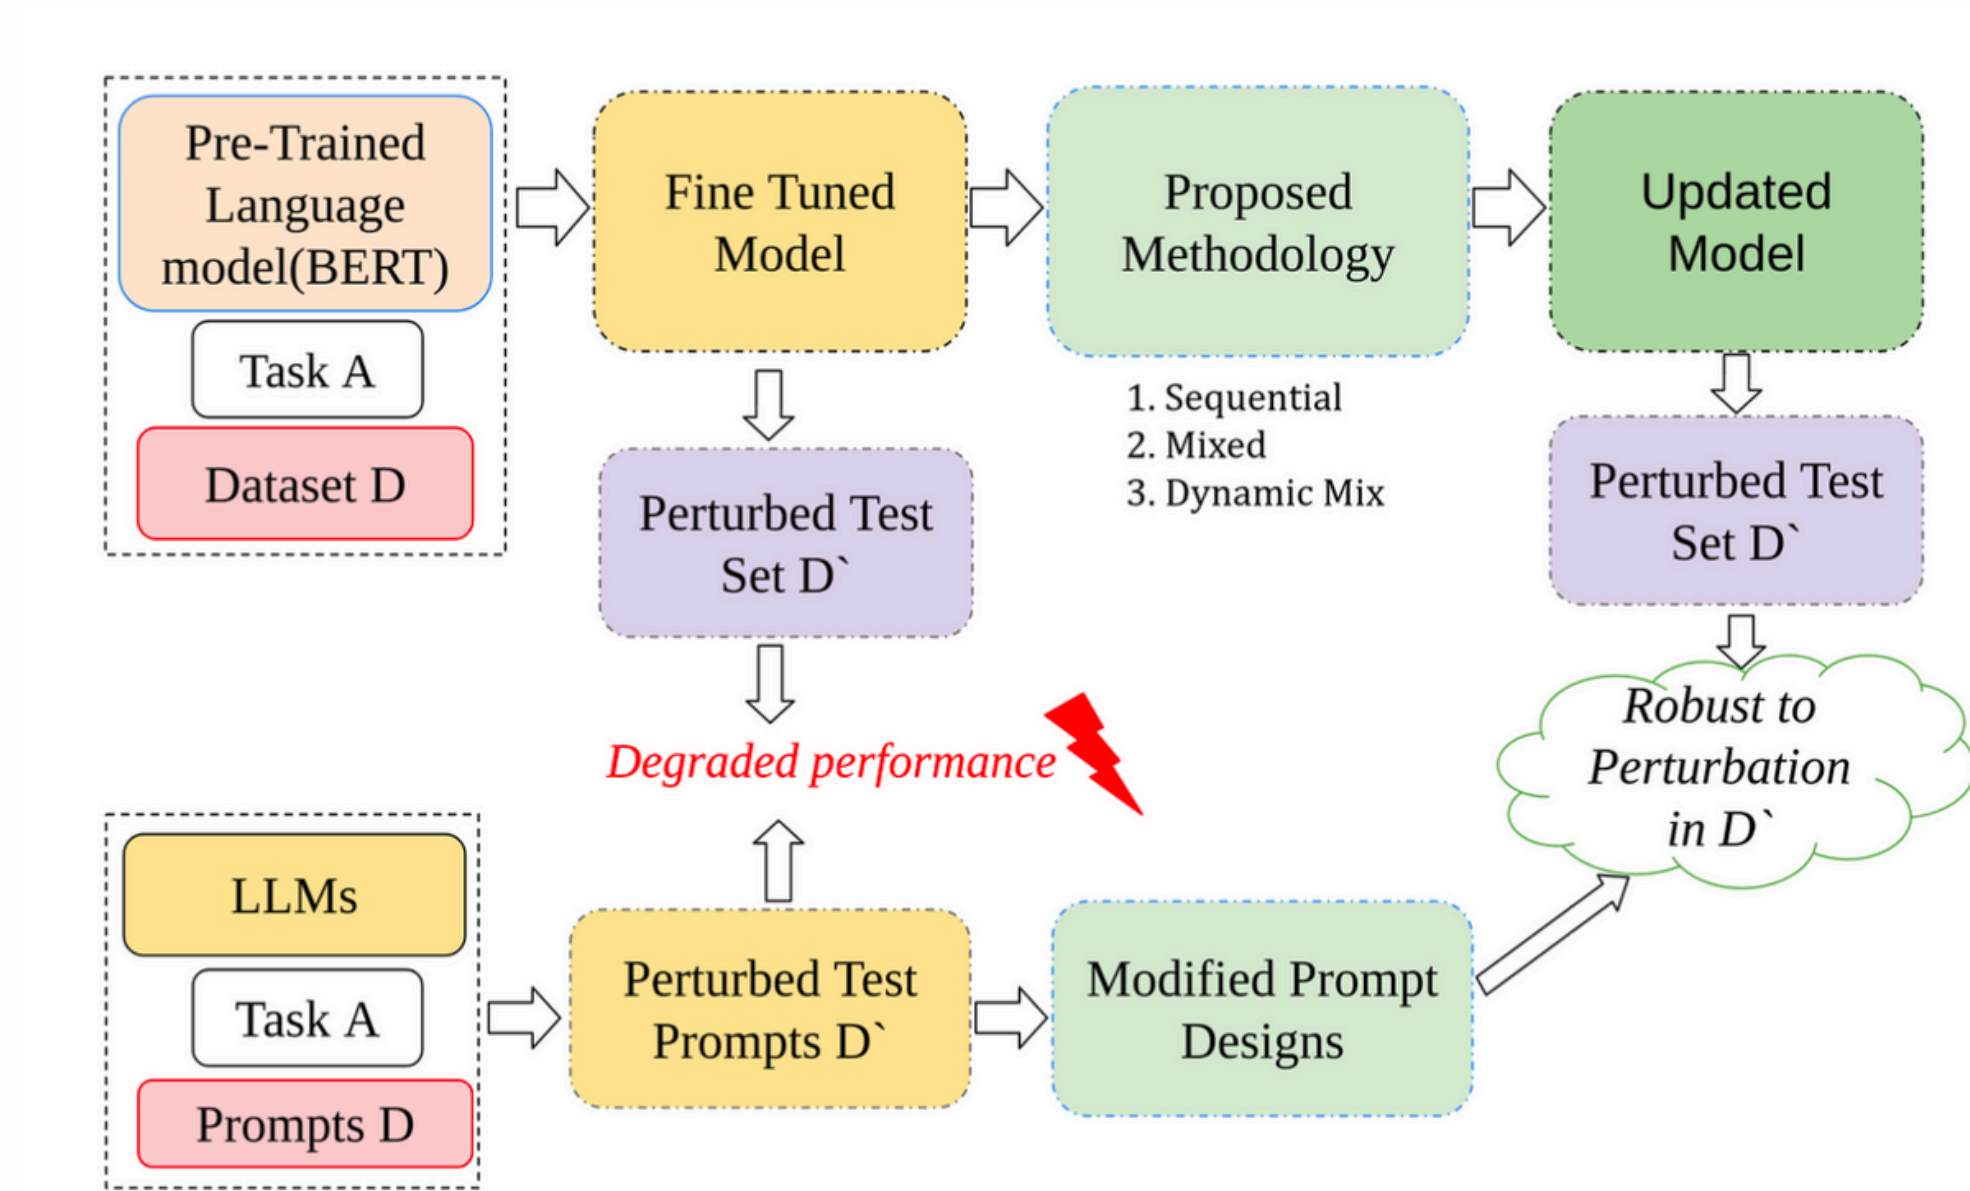 Pre-Trained
Language
model(BERT)
Task A
Dataset D
Fine Tuned
Model
Proposed
Methodology
1. Sequential
2. Mixed
3. Dynamic Mix
Updated
Model
Perturbed Test
Set D`
Perturbed Test
Set D`
Degraded performance
Robust to
Perturbation
in D`
LLMs
Task A
Prompts D
Perturbed Test
Prompts D`
Modified Prompt
Designs